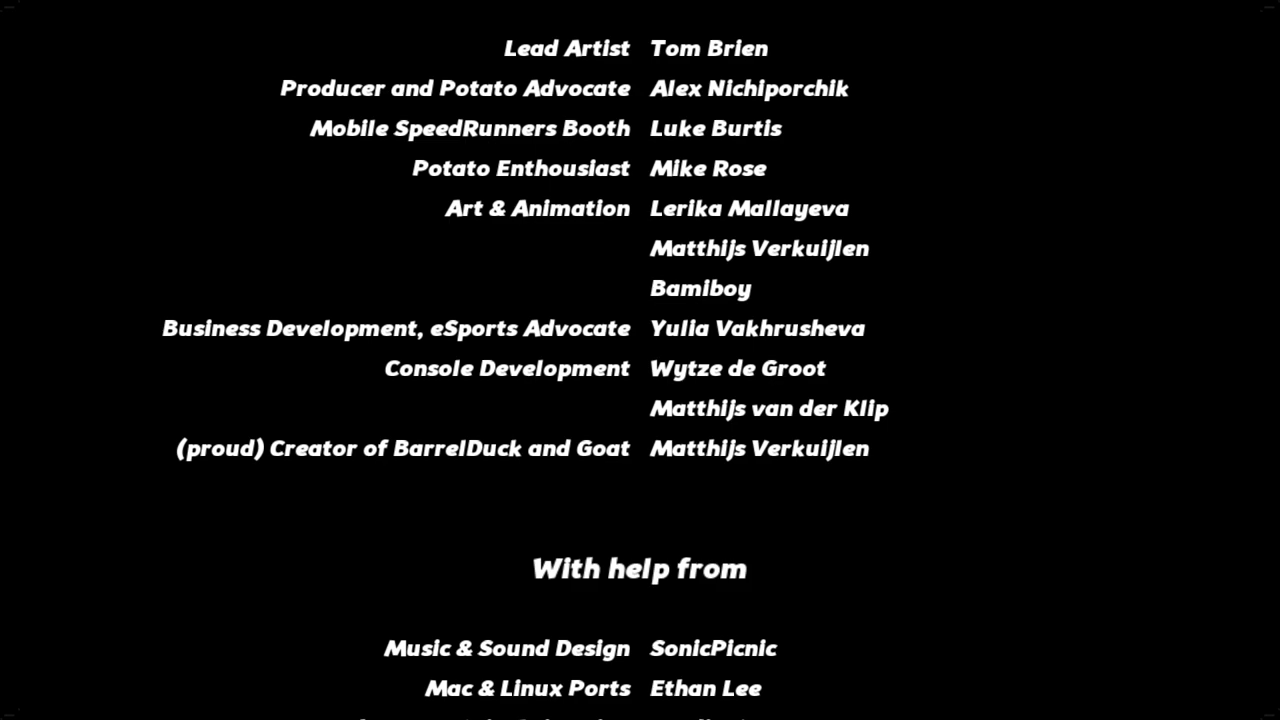 Lead Artist Tom Brien
Producer and Potato Advocate Alex Nichiporchik
Mobile SpeedRunners Booth Luke Burtis
Potato Enthousiast Mike Rose
Art & Animation Lerika Mallayeva
Matthijs Verkuijlen
Bamiboy
Business Development, eSports Advocate Yulia Vakhrusheva
Console Development Wytze de Groot
Matthijs van der Klip
(proud) Creator of BarrelDuck and Goat Matthijs Verkuijlen
With help from
Music & Sound Design SonicPicnic
Mac & Linux Ports Ethan Lee